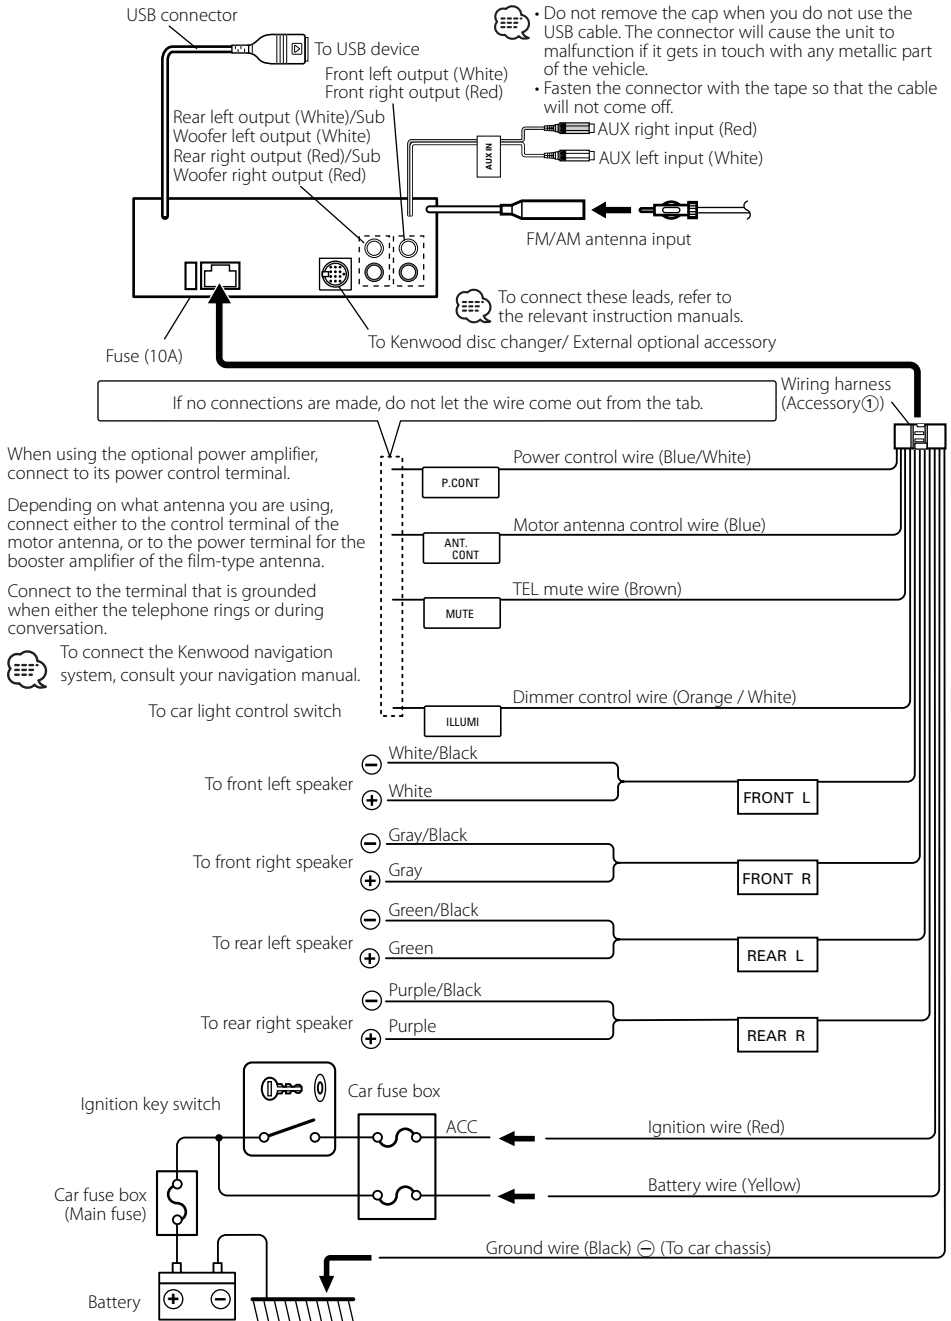 USB connector
To USB device
• Do not remove the cap when you do not use the
USB cable. The connector will cause the unit to
malfunction if it gets in touch with any metallic part
of the vehicle.
• Fasten the connector with the tape so that the cable
will not come off.
Front left output (White)
Front right output (Red)
Rear left output (White)/Sub
Woofer left output (White)
Rear right output (Red)/Sub
Woofer right output (Red)
AUX IN
AUX right input (Red)
AUX left input (White)
FM/AM antenna input
To connect these leads, refer to
the relevant instruction manuals.
To Kenwood disc changer/ External optional accessory
Fuse (10A)
Wiring harness
(Accessory①)
If no connections are made, do not let the wire come out from the tab.
When using the optional power amplifier,
connect to its power control terminal.
P.CONT
Power control wire (Blue/White)
Depending on what antenna you are using,
connect either to the control terminal of the
motor antenna, or to the power terminal for the
booster amplifier of the film-type antenna.
ANT.
CONT
Motor antenna control wire (Blue)
Connect to the terminal that is grounded
when either the telephone rings or during
conversation.
MUTE
TEL mute wire (Brown)
To connect the Kenwood navigation
system, consult your navigation manual.
To car light control switch
ILLUMI
Dimmer control wire (Orange / White)
To front left speaker
⊖ White/Black
⊕ White
FRONT L
To front right speaker
⊖ Gray/Black
⊕ Gray
FRONT R
To rear left speaker
⊖ Green/Black
⊕ Green
REAR L
To rear right speaker
⊖ Purple/Black
⊕ Purple
REAR R
Ignition key switch
Car fuse box
ACC
Ignition wire (Red)
Car fuse box
(Main fuse)
Battery wire (Yellow)
Ground wire (Black) ⊖ (To car chassis)
Battery
⊕ ⊖